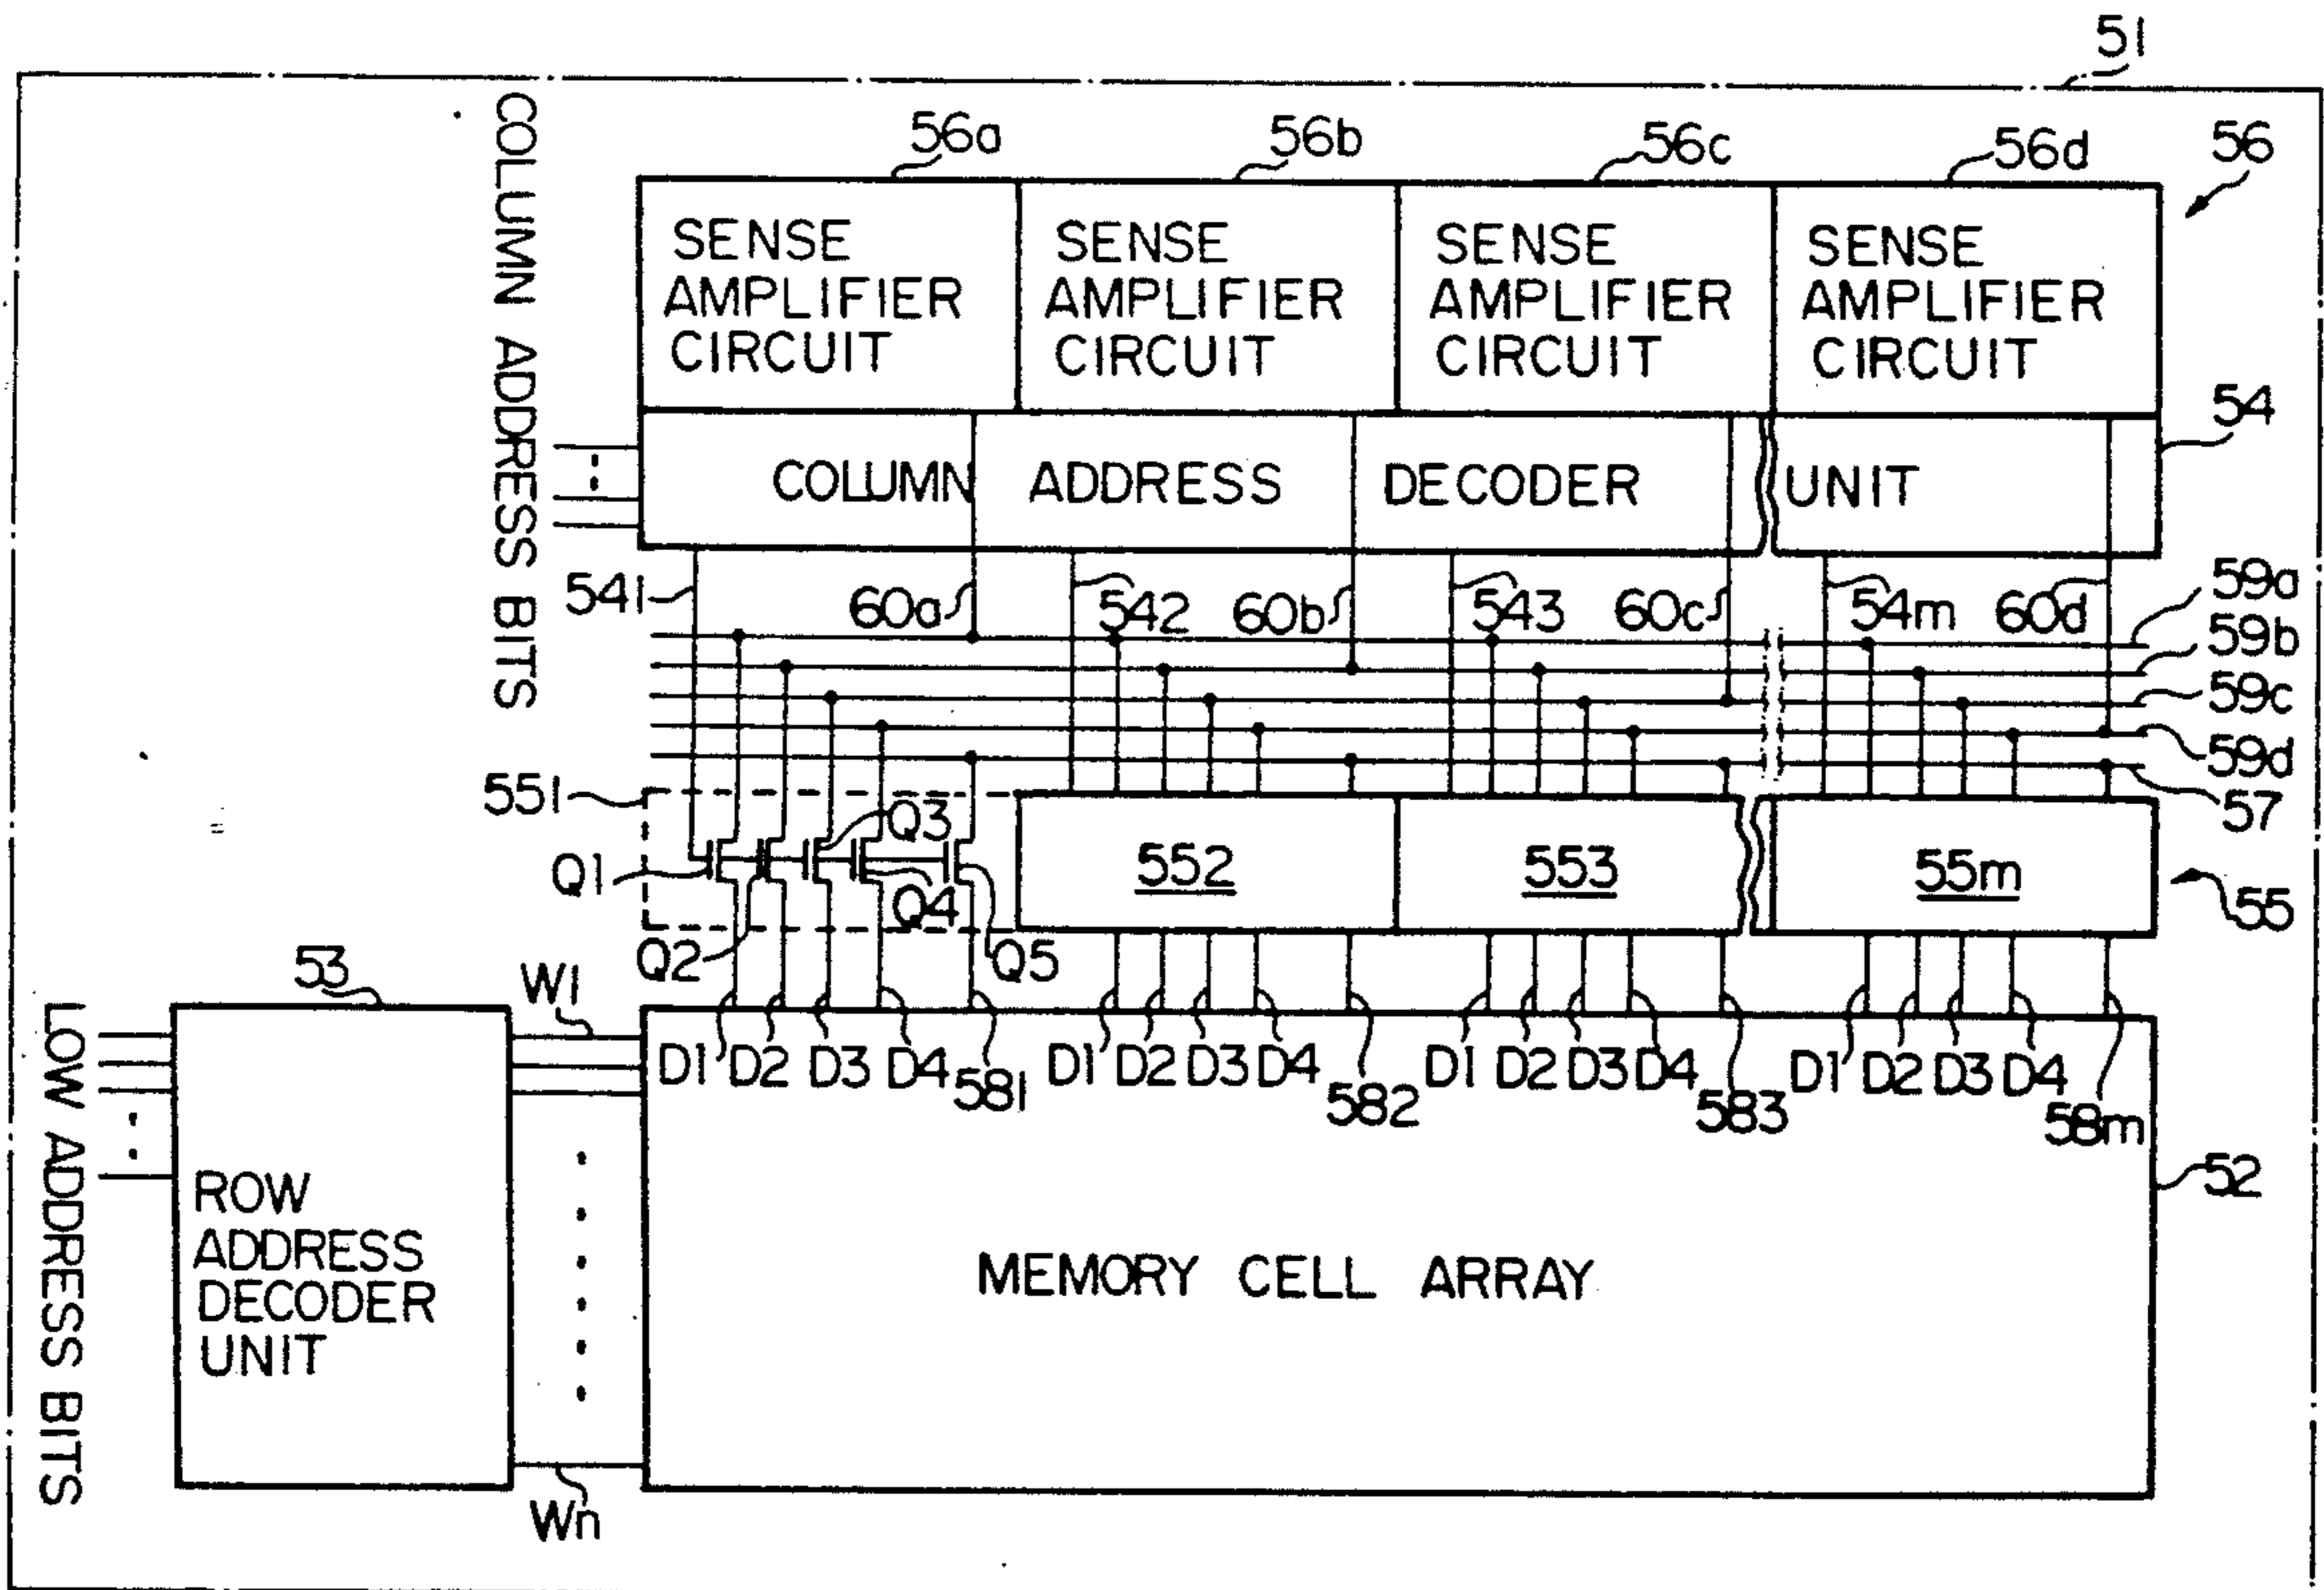 51
56a
56b
56c
56d
56
SENSE
AMPLIFIER
CIRCUIT
SENSE
AMPLIFIER
CIRCUIT
SENSE
AMPLIFIER
CIRCUIT
SENSE
AMPLIFIER
CIRCUIT
COLUMN ADDRESS BITS
54
COLUMN ADDRESS DECODER UNIT
541
60a
542
60b
543
60c
54m
60d
59a
59b
59c
59d
57
551
Q3
Q1
Q4
Q2
Q5
552
553
55m
55
53
W1
LOW ADDRESS BITS
D1 D2 D3 D4 581
D1 D2 D3 D4 582
D1 D2 D3 D4 583
D1 D2 D3 D4 58m
52
ROW
ADDRESS
DECODER
UNIT
MEMORY CELL ARRAY
Wn